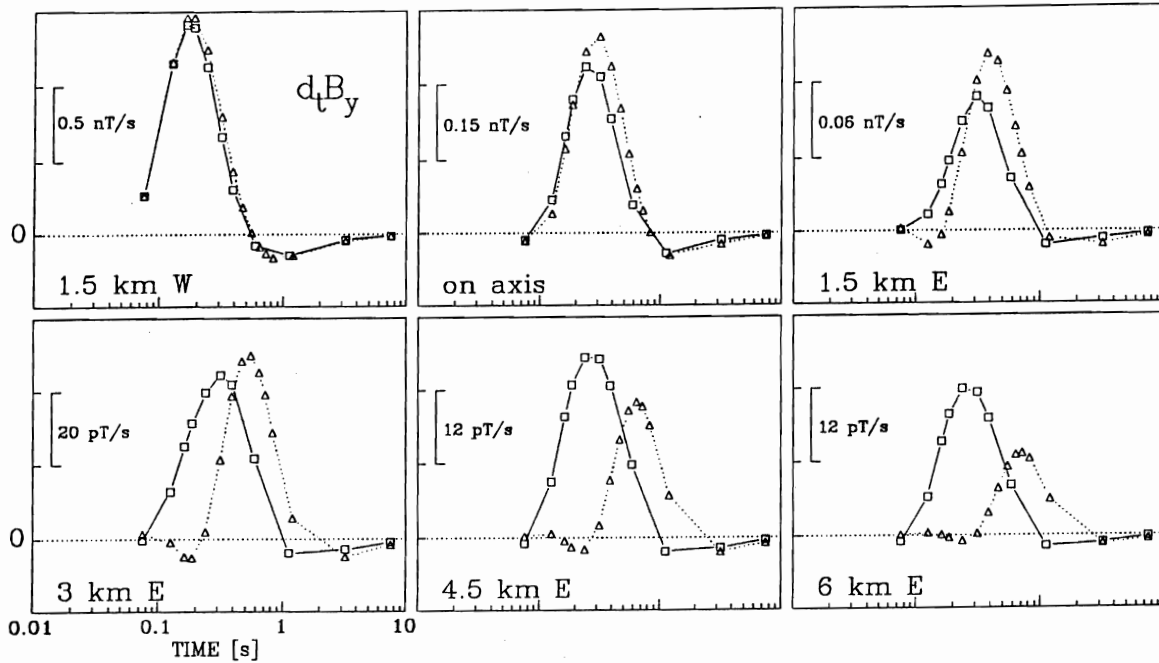 d_tB_y
0.5 nT/s
0
1.5 km W
0.15 nT/s
on axis
0.06 nT/s
1.5 km E
20 pT/s
0
3 km E
12 pT/s
4.5 km E
12 pT/s
6 km E
0.01 0.1 1 10
TIME [s]